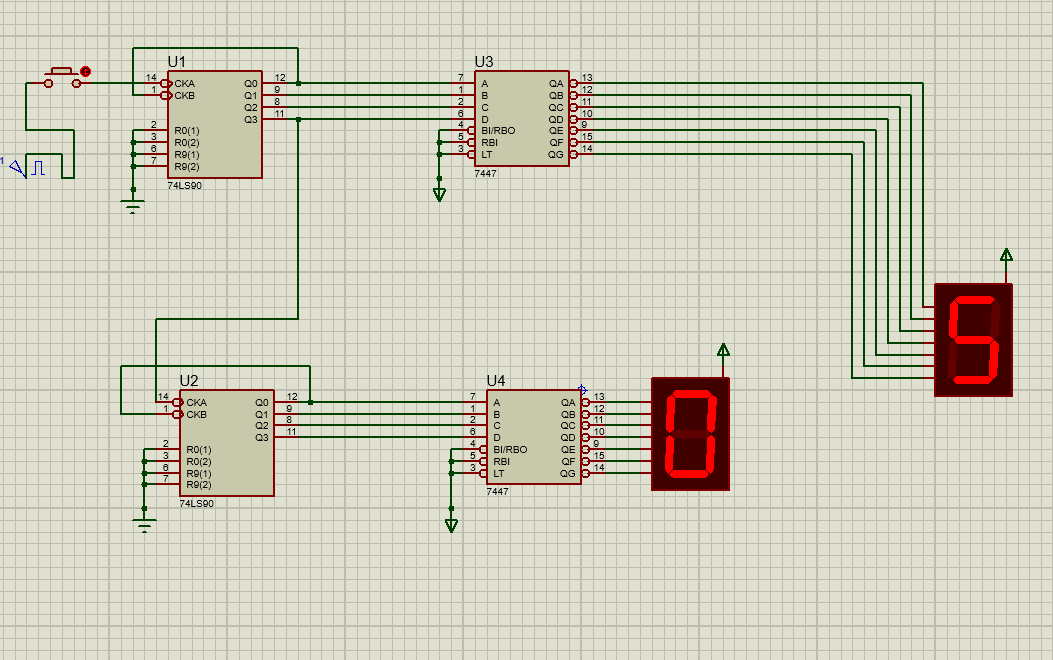 U1
14 CKA Q0 12
1 CKB Q1 9
Q2 8
Q3 11
2 R0(1)
3 R0(2)
6 R9(1)
7 R9(2)
74LS90
U3
7 A QA 13
1 B QB 12
2 C QC 11
6 D QD 10
4 BI/RBO QE 9
5 RBI QF 15
3 LT QG 14
7447
1
5
U2
14 CKA Q0 12
1 CKB Q1 9
Q2 8
Q3 11
2 R0(1)
3 R0(2)
6 R9(1)
7 R9(2)
74LS90
U4
7 A QA 13
1 B QB 12
2 C QC 11
6 D QD 10
4 BI/RBO QE 9
5 RBI QF 15
3 LT QG 14
7447
0